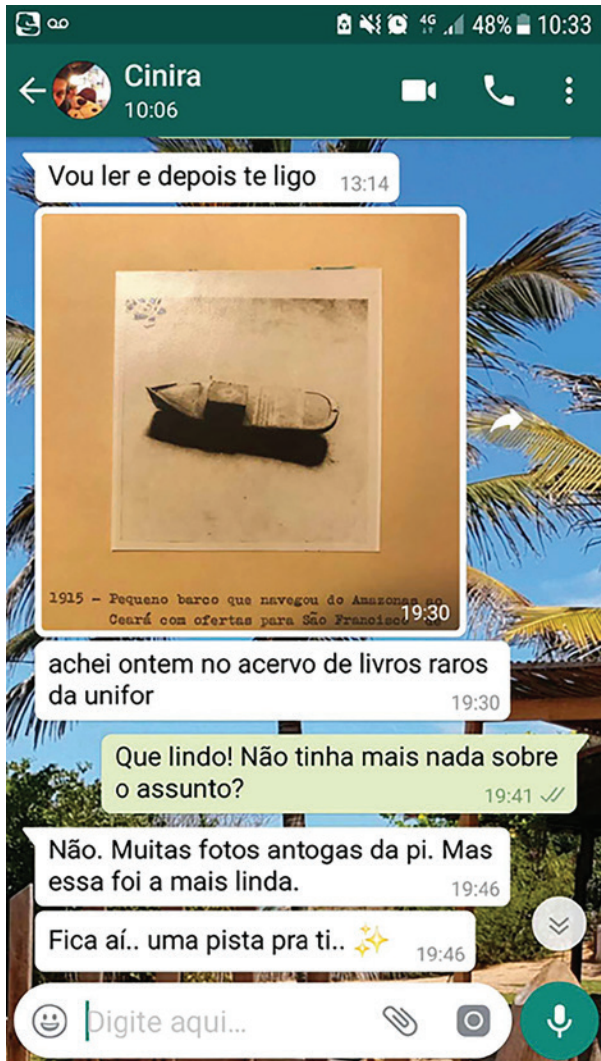 4G 48% 10:33
Cinira
10:06
Vou ler e depois te ligo 13:14
1915 - Pequeno barco que navegou do Amazonas ao
Ceará com ofertas para São Francisco
19:30
achei ontem no acervo de livros raros
da unifor 19:30
Que lindo! Não tinha mais nada sobre
o assunto? 19:41
Não. Muitas fotos antogas da pi. Mas
essa foi a mais linda. 19:46
Fica aí.. uma pista pra ti.. ✨ 19:46
Digite aqui...